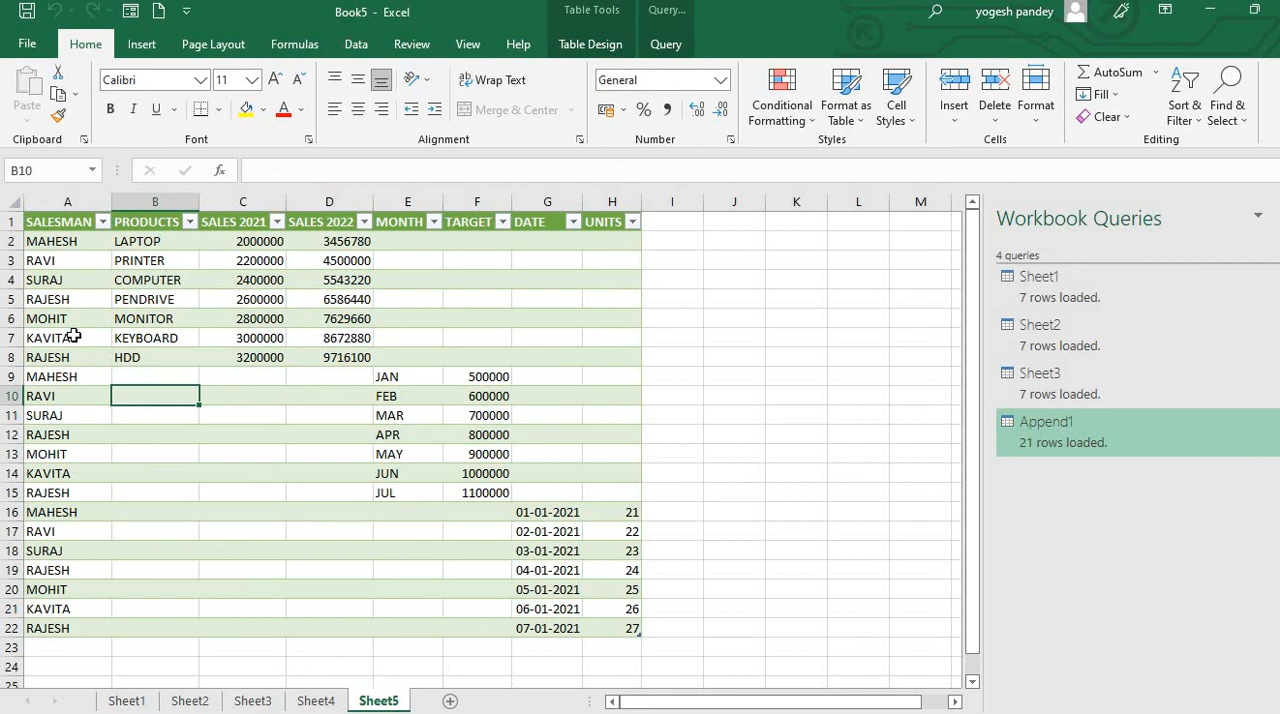 Book5 - Excel
Table Tools
Query...
yogesh pandey
File Home Insert Page Layout Formulas Data Review View Help Table Design Query
Paste
Calibri 11
B I U A
Wrap Text
Merge & Center
General
Conditional Formatting
Format as Table
Cell Styles
Insert
Delete
Format
AutoSum
Fill
Clear
Sort & Filter
Find & Select
Clipboard Font Alignment Number Styles Cells Editing
B10 fx
A B C D E F G H I J K L M
1 SALESMAN PRODUCTS SALES 2021 SALES 2022 MONTH TARGET DATE UNITS
2 MAHESH LAPTOP 2000000 3456780
3 RAVI PRINTER 2200000 4500000
4 SURAJ COMPUTER 2400000 5543220
5 RAJESH PENDRIVE 2600000 6586440
6 MOHIT MONITOR 2800000 7629660
7 KAVITA KEYBOARD 3000000 8672880
8 RAJESH HDD 3200000 9716100
9 MAHESH JAN 500000
10 RAVI FEB 600000
11 SURAJ MAR 700000
12 RAJESH APR 800000
13 MOHIT MAY 900000
14 KAVITA JUN 1000000
15 RAJESH JUL 1100000
16 MAHESH 01-01-2021 21
17 RAVI 02-01-2021 22
18 SURAJ 03-01-2021 23
19 RAJESH 04-01-2021 24
20 MOHIT 05-01-2021 25
21 KAVITA 06-01-2021 26
22 RAJESH 07-01-2021 27
23
24
25
Workbook Queries
4 queries
Sheet1
7 rows loaded.
Sheet2
7 rows loaded.
Sheet3
7 rows loaded.
Append1
21 rows loaded.
Sheet1 Sheet2 Sheet3 Sheet4 Sheet5